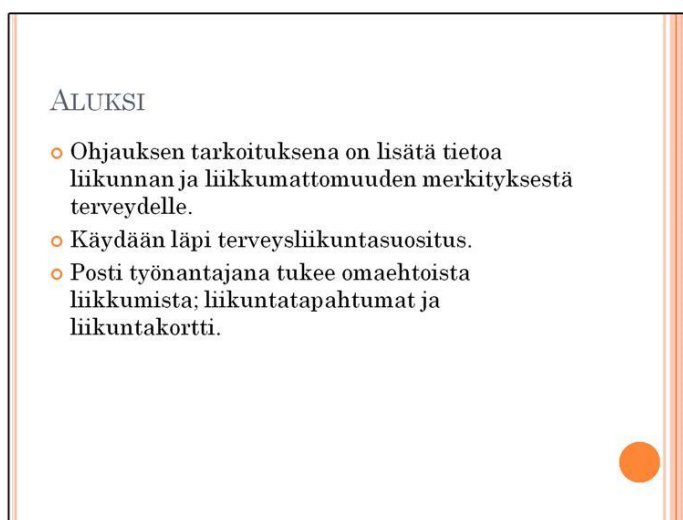 Aluksi
Ohjauksen tarkoituksena on lisätä tietoa
liikunnan ja liikkumattomuuden merkityksestä
terveydelle.
Käydään läpi terveysliikuntasuositus.
Posti työnantajana tukee omaehtoista
liikkumista; liikuntatapahtumat ja
liikuntakortti.